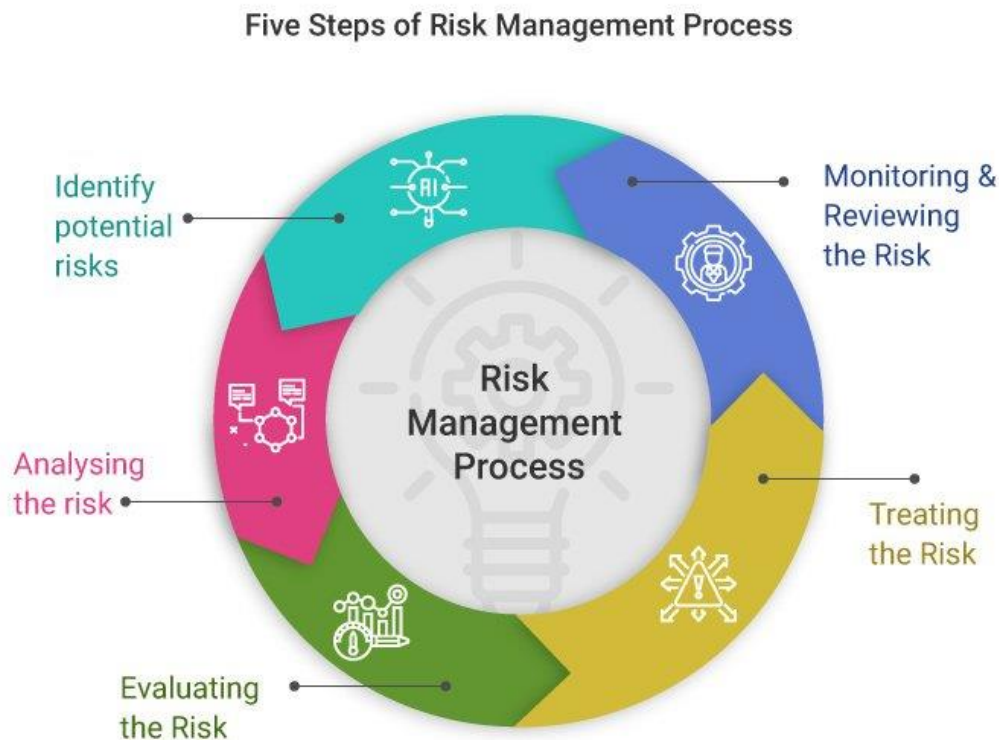 Five Steps of Risk Management Process
Identify
potential
risks
Monitoring &
Reviewing
the Risk
AI
Risk
Management
Process
Analysing
the risk
Treating
the Risk
Evaluating
the Risk